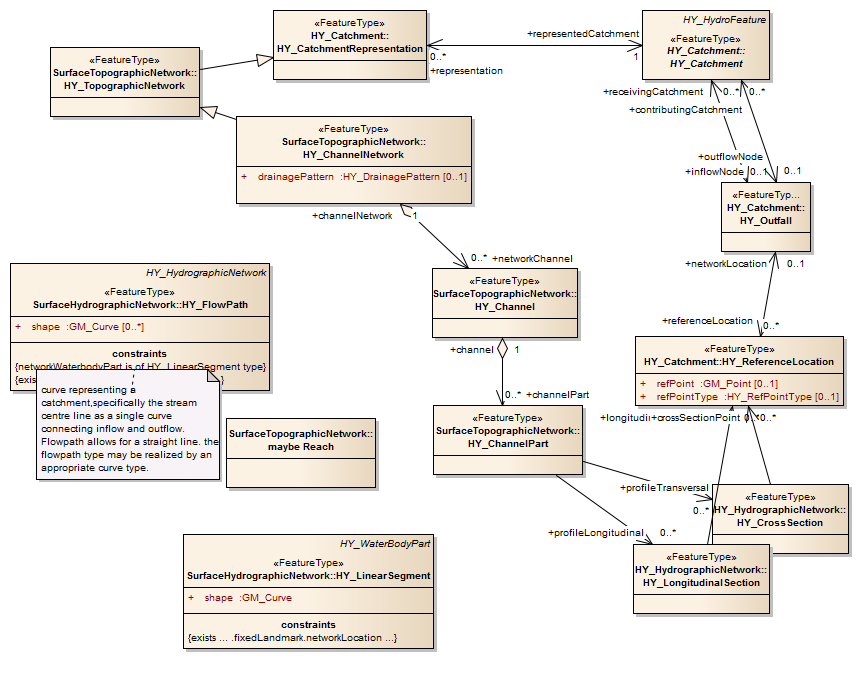 «FeatureType»
HY_Catchment::
HY_CatchmentRepresentation
+representedCatchment
0..*
1
+representation
HY_HydroFeature
«FeatureType»
HY_Catchment::
HY_Catchment
«FeatureType»
SurfaceTopographicNetwork::
HY_TopographicNetwork
+receivingCatchment
0..*
0..*
+contributingCatchment
«FeatureType»
SurfaceTopographicNetwork::
HY_ChannelNetwork
+ drainagePattern :HY_DrainagePattern [0..1]
+outflowNode
+inflowNode
0..1
0..1
«FeatureTyp...
HY_Catchment::
HY_Outfall
+channelNetwork
1
0..*
+networkChannel
+networkLocation
0..1
HY_HydrographicNetwork
«FeatureType»
SurfaceHydrographicNetwork::HY_FlowPath
+ shape :GM_Curve [0..*]
constraints
{networkWaterbodyPart is of HY_LinearSegment type}
{exis
}
«FeatureType»
SurfaceTopographicNetwork::
HY_Channel
+referenceLocation
0..*
+channel
1
«FeatureType»
HY_Catchment::HY_ReferenceLocation
+ refPoint :GM_Point [0..1]
+ refPointType :HY_RefPointType [0..1]
curve representing a
catchment,specifically the stream
centre line as a single curve
connecting inflow and outflow.
Flowpath allows for a straight line. the
flowpath type may be realized by an
appropriate curve type.
0..*
+channelPart
«FeatureType»
SurfaceTopographicNetwork::
HY_ChannelPart
+crossSectionPoint
0..*
SurfaceTopographicNetwork::
maybe Reach
+profileTransversal
0..*
«FeatureType»
HY_HydrographicNetwork::
HY_CrossSection
+profileLongitudinal
0..*
«FeatureType»
HY_HydrographicNetwork::
HY_LongitudinalSection
HY_WaterBodyPart
«FeatureType»
SurfaceHydrographicNetwork::HY_LinearSegment
+ shape :GM_Curve
constraints
{exists ... .fixedLandmark.networkLocation ...}